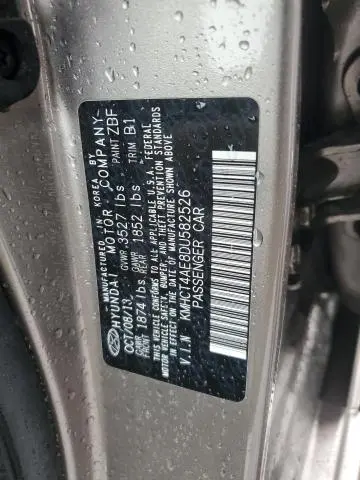 MANUFACTURED IN KOREA BY
HYUNDAI MOTOR COMPANY
OCT/08/13 GVWR 3527 lbs PAINT ZBF
GAWR FRONT 1874 lbs GAWR REAR 1852 lbs TRIM B1
THIS VEHICLE CONFORMS TO ALL APPLICABLE U.S.A. FEDERAL
MOTOR VEHICLE SAFETY, BUMPER, AND THEFT PREVENTION STANDARDS
IN EFFECT ON THE DATE OF MANUFACTURE SHOWN ABOVE.
V.I.N KMHCT4AE8DU582526
PASSENGER CAR